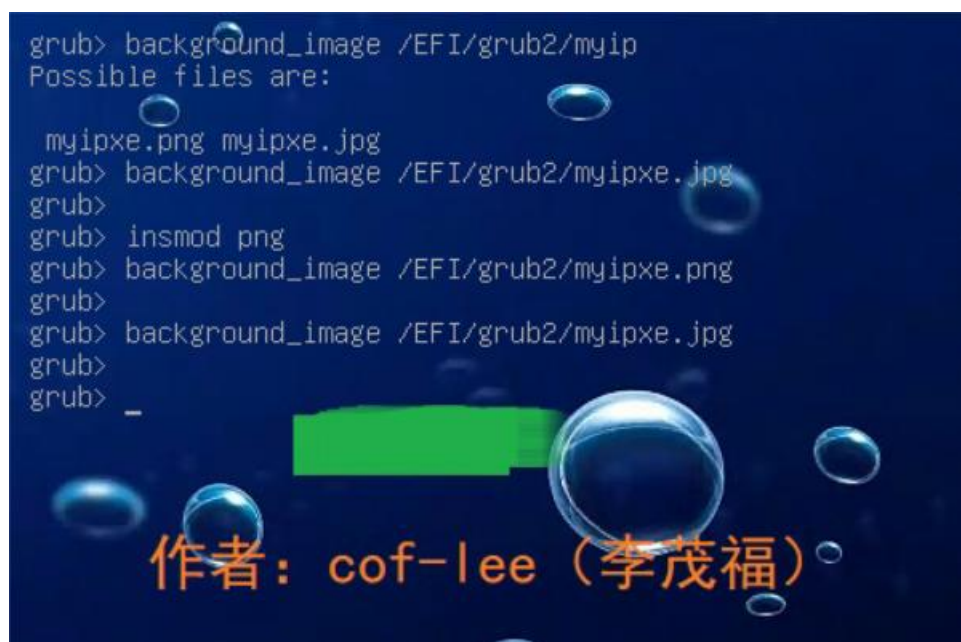 grub> background_image /EFI/grub2/myip
Possible files are:
myipxe.png myipxe.jpg
grub> background_image /EFI/grub2/myipxe.jpg
grub>
grub> insmod png
grub> background_image /EFI/grub2/myipxe.png
grub>
grub> background_image /EFI/grub2/myipxe.jpg
grub>
grub> _
作者：cof-lee（李茂福）